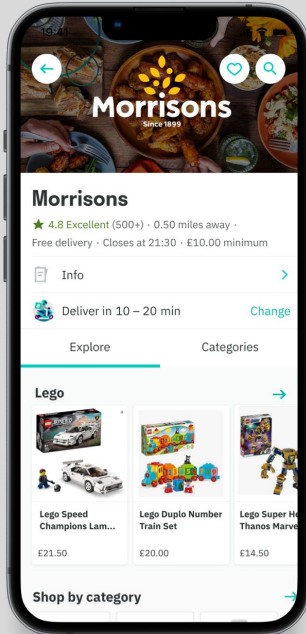 19:41
Morrisons
Since 1899
Morrisons
4.8 Excellent (500+) · 0.50 miles away ·
Free delivery · Closes at 21:30 · £10.00 minimum
Info
Deliver in 10 – 20 min
Change
Explore
Categories
Lego
Lego Speed
Champions Lam...
£21.50
Lego Duplo Number
Train Set
£20.00
Lego Super He
Thanos Marve
£14.50
Shop by category